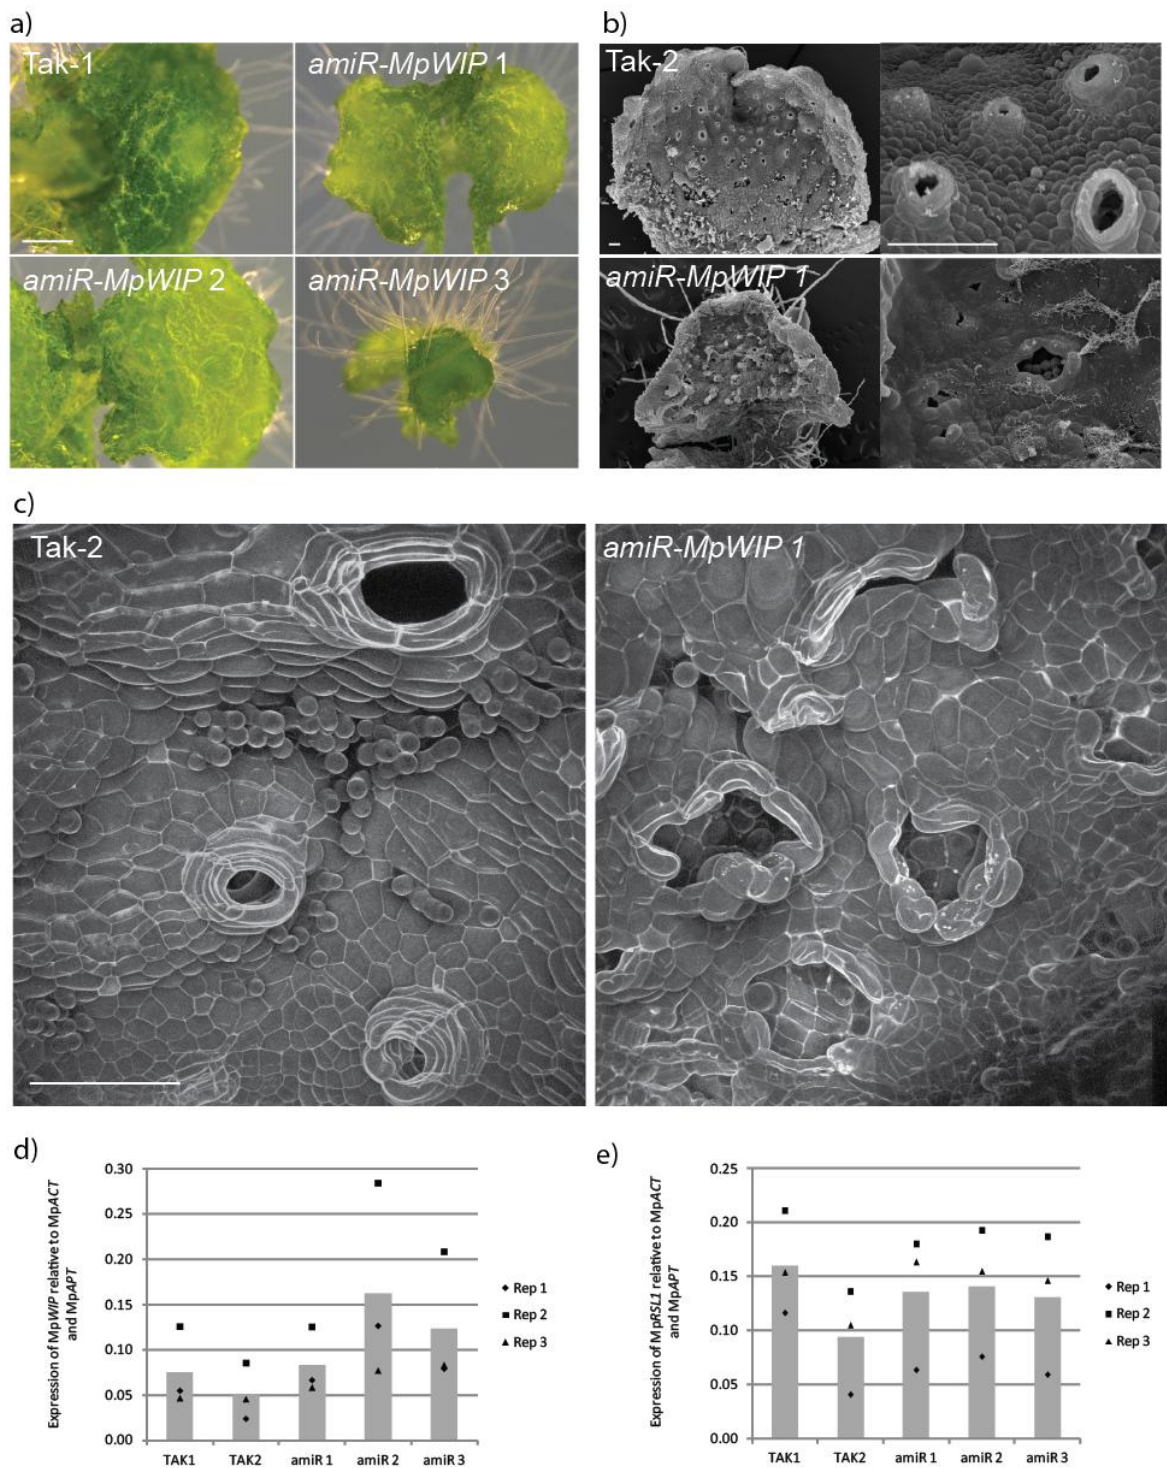 a)
Tak-1
amiR-MpWIP 1
amiR-MpWIP 2
amiR-MpWIP 3
b)
Tak-2
amiR-MpWIP 1
c)
Tak-2
amiR-MpWIP 1
d)
Expression of MpWIP relative to MpACT
and MpAPT
0.30
0.25
0.20
0.15
0.10
0.05
0.00
TAK1 TAK2 amiR 1 amiR 2 amiR 3
Rep 1
Rep 2
Rep 3
e)
Expression of MpRSL1 relative to MpACT
and MpAPT
0.25
0.20
0.15
0.10
0.05
0.00
TAK1 TAK2 amiR 1 amiR 2 amiR 3
Rep 1
Rep 2
Rep 3